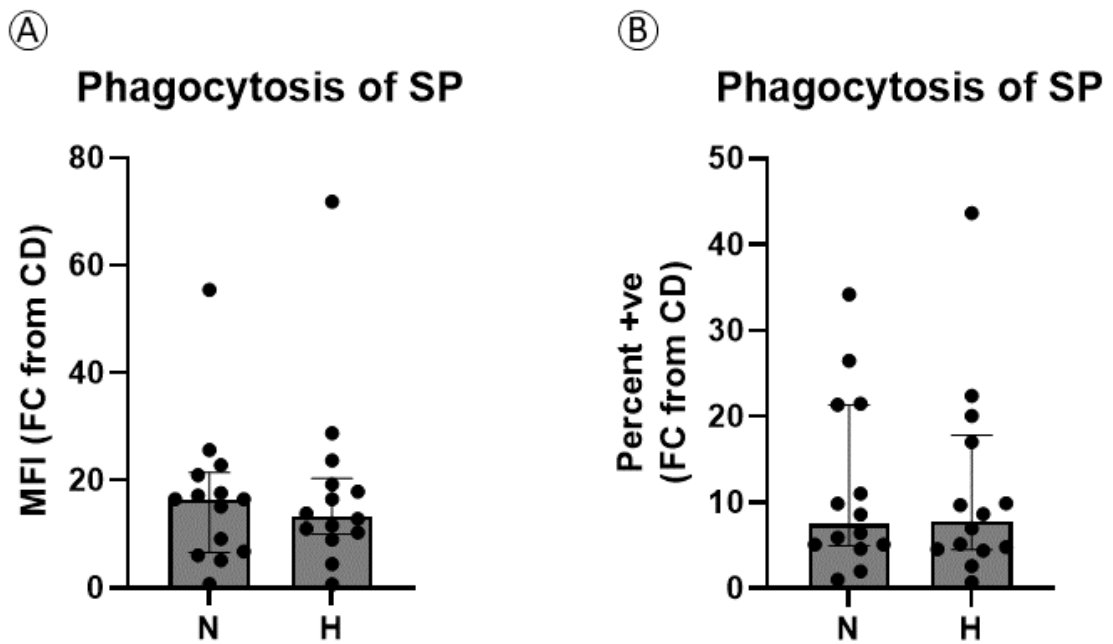 A
Phagocytosis of SP
MFI (FC from CD)
80
60
40
20
0
N
H
B
Phagocytosis of SP
Percent +ve
(FC from CD)
50
40
30
20
10
0
N
H